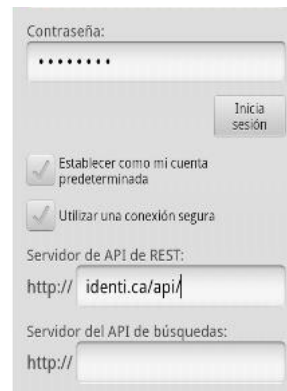 Contraseña:
••••••••
Inicia
sesión
Establecer como mi cuenta
predeterminada
Utilizar una conexión segura
Servidor de API de REST:
http:// identi.ca/api/
Servidor del API de búsquedas:
http://